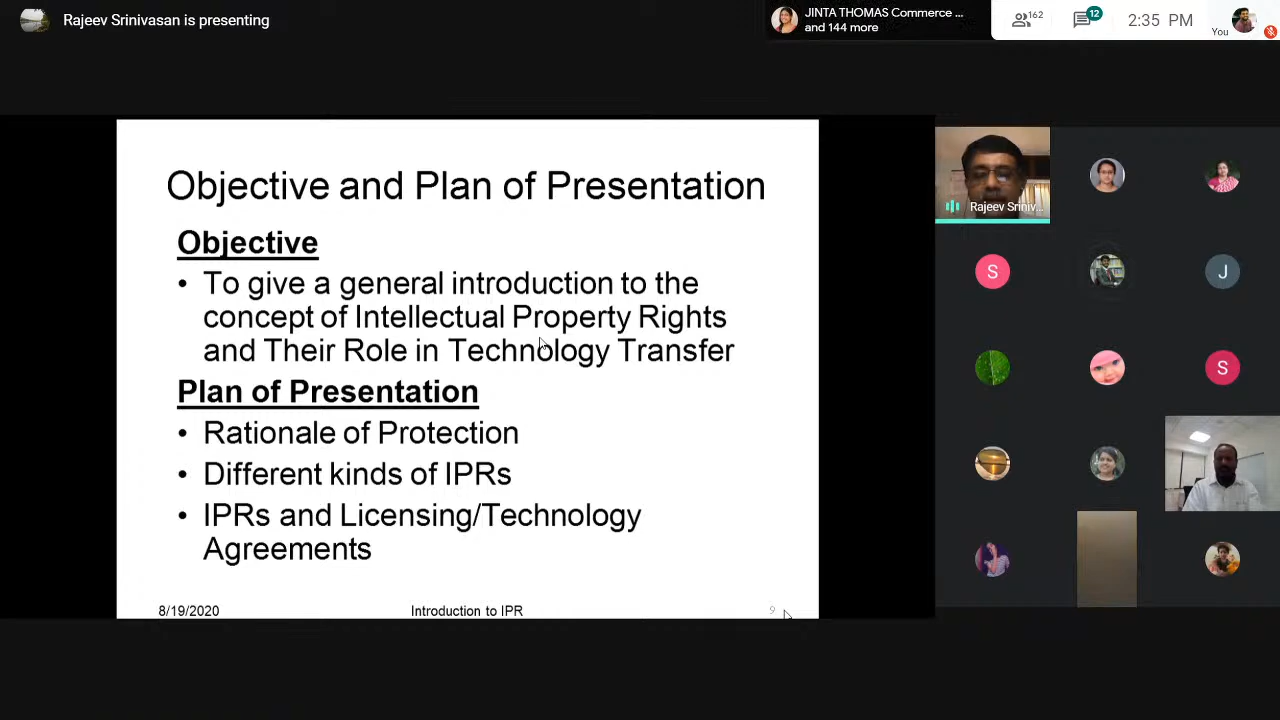 Rajeev Srinivasan is presenting
JINTA THOMAS Commerce ...
and 144 more
162
12
2:35 PM
You
Objective and Plan of Presentation
Objective
• To give a general introduction to the
concept of Intellectual Property Rights
and Their Role in Technology Transfer
Plan of Presentation
• Rationale of Protection
• Different kinds of IPRs
• IPRs and Licensing/Technology
Agreements
8/19/2020
Introduction to IPR
9
Rajeev Sriniv...
S
J
S